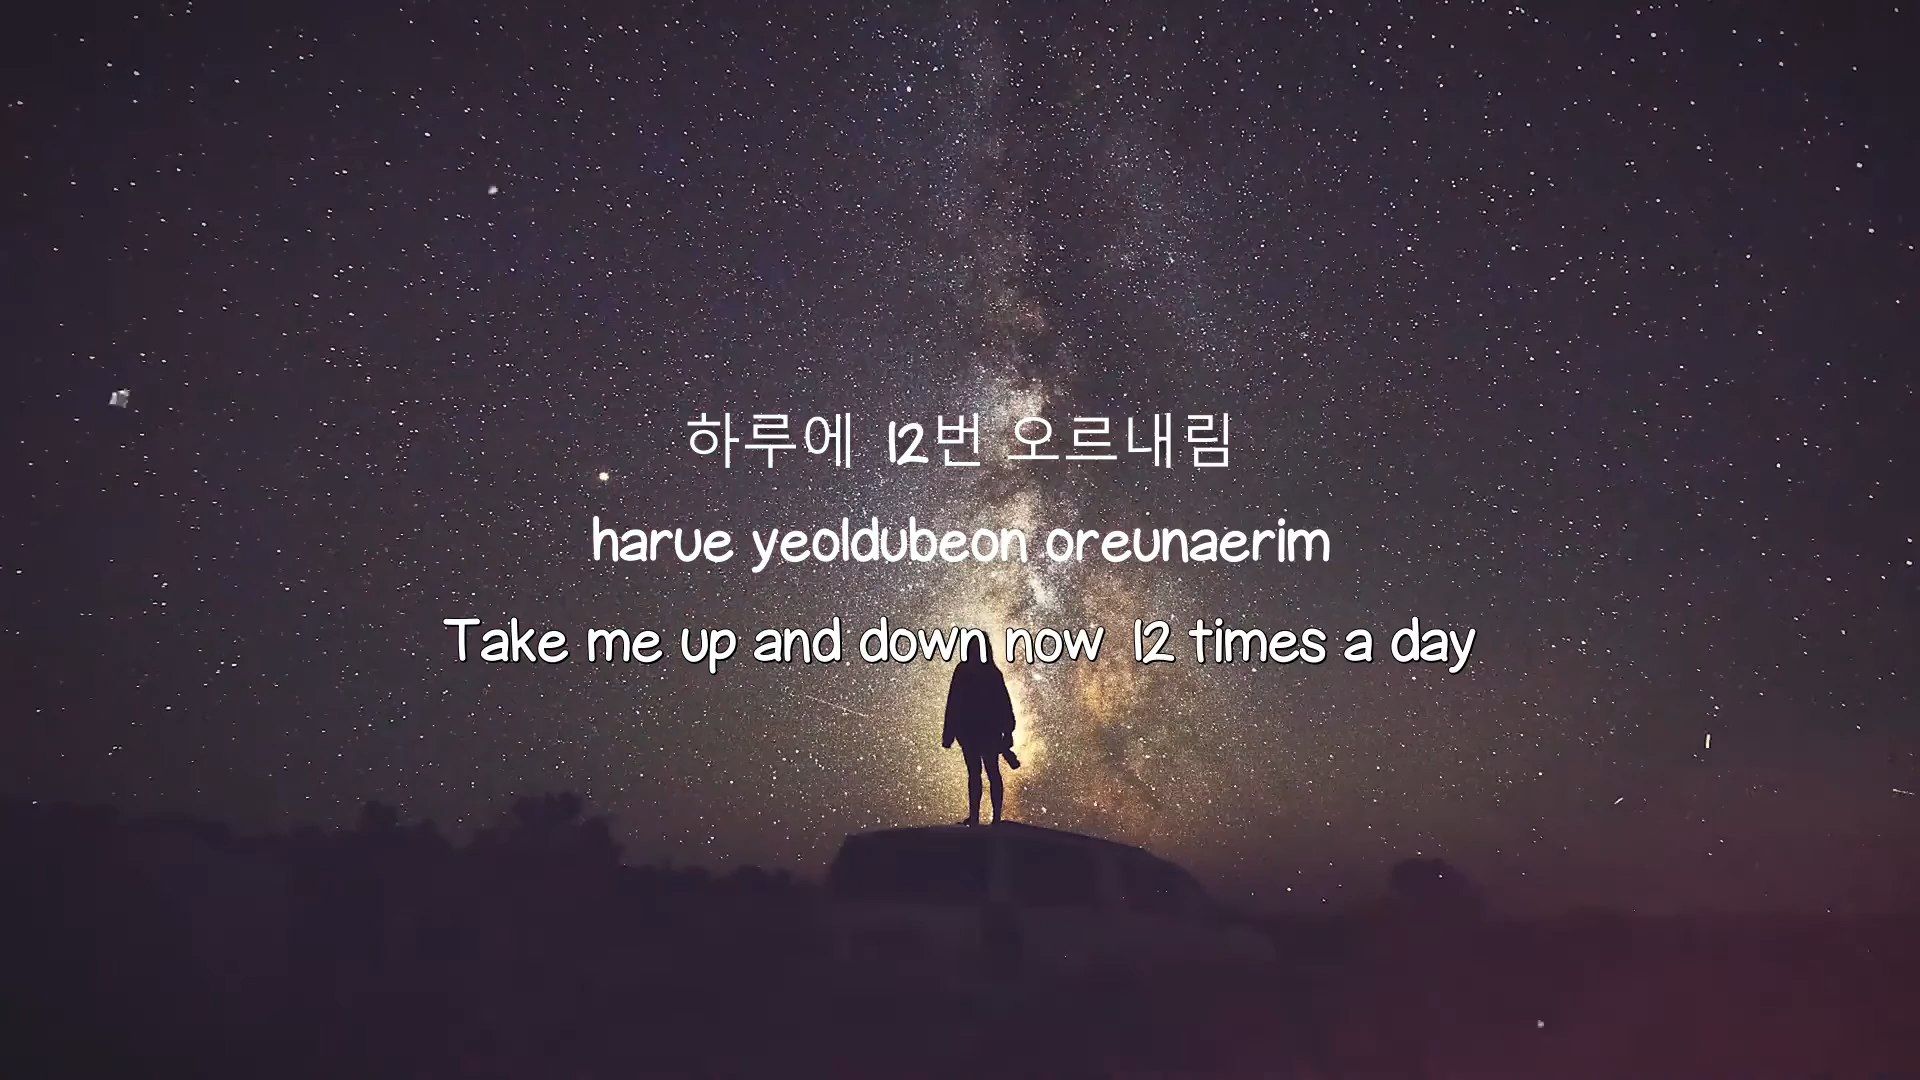 하루에 12번 오르내림
harue yeoldubeon oreunaerim
Take me up and down now 12 times a day